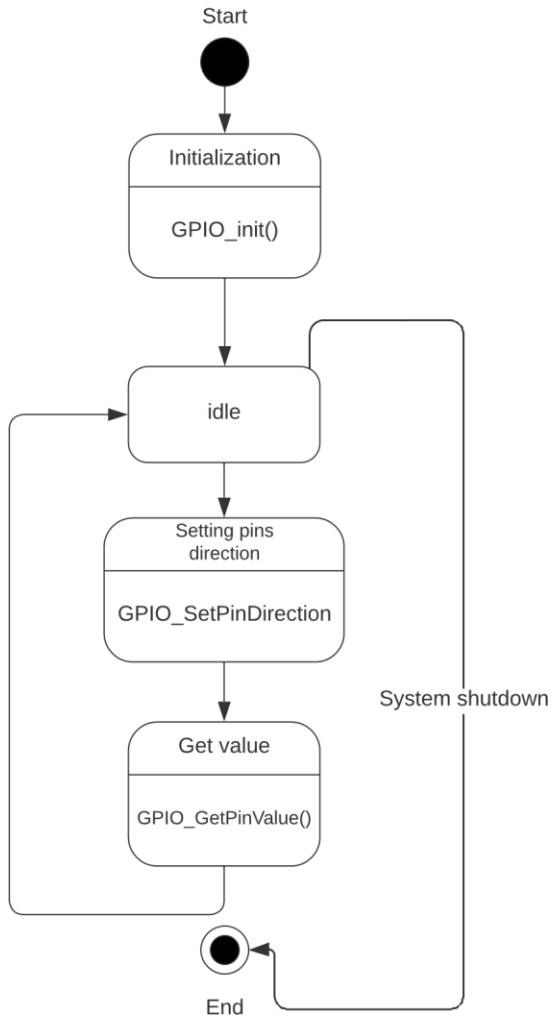 Start
Initialization
GPIO_init()
idle
Setting pins
direction
GPIO_SetPinDirection
System shutdown
Get value
GPIO_GetPinValue()
End